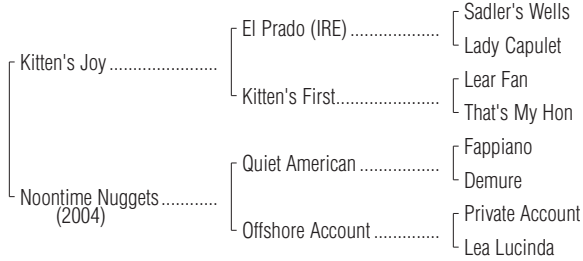 Sadler's Wells
El Prado (IRE) ....................
Lady Capulet
Kitten's Joy ........................
Lear Fan
Kitten's First.......................
That's My Hon
Fappiano
Quiet American ..................
Demure
Noontime Nuggets............
(2004)
Private Account
Offshore Account ...............
Lea Lucinda